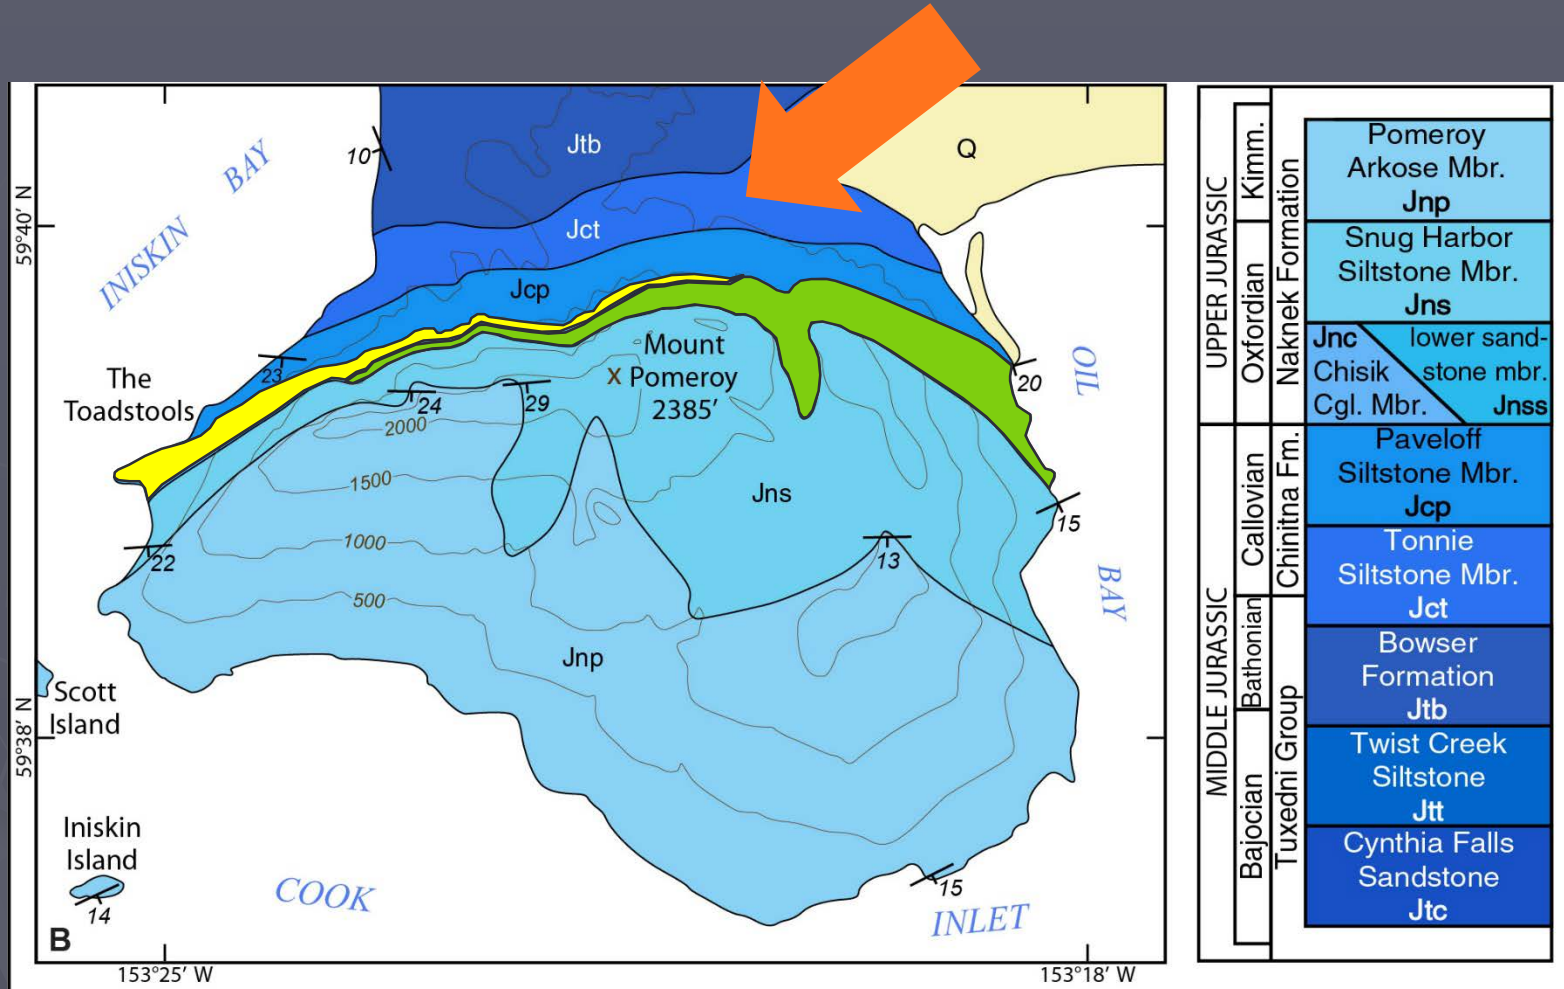 Jtb
10
Q
INISKIN BAY
59°40′ N
Jct
Jcp
Mount
X Pomeroy
2385′
OIL
BAY
The
Toadstools
23
24
29
20
2000
1500
Jns
15
1000
13
22
500
Jnp
Scott
Island
59°38′ N
Iniskin
Island
14
COOK
15
INLET
B
153°25′ W
153°18′ W
UPPER JURASSIC
MIDDLE JURASSIC
Kimm.
Oxfordian
Callovian
Bathonian
Bajocian
Naknek Formation
Chinitna Fm.
Tuxedni Group
Pomeroy
Arkose Mbr.
Jnp
Snug Harbor
Siltstone Mbr.
Jns
Jnc
Chisik
Cgl. Mbr.
lower sand-
stone mbr.
Jnss
Paveloff
Siltstone Mbr.
Jcp
Tonnie
Siltstone Mbr.
Jct
Bowser
Formation
Jtb
Twist Creek
Siltstone
Jtt
Cynthia Falls
Sandstone
Jtc